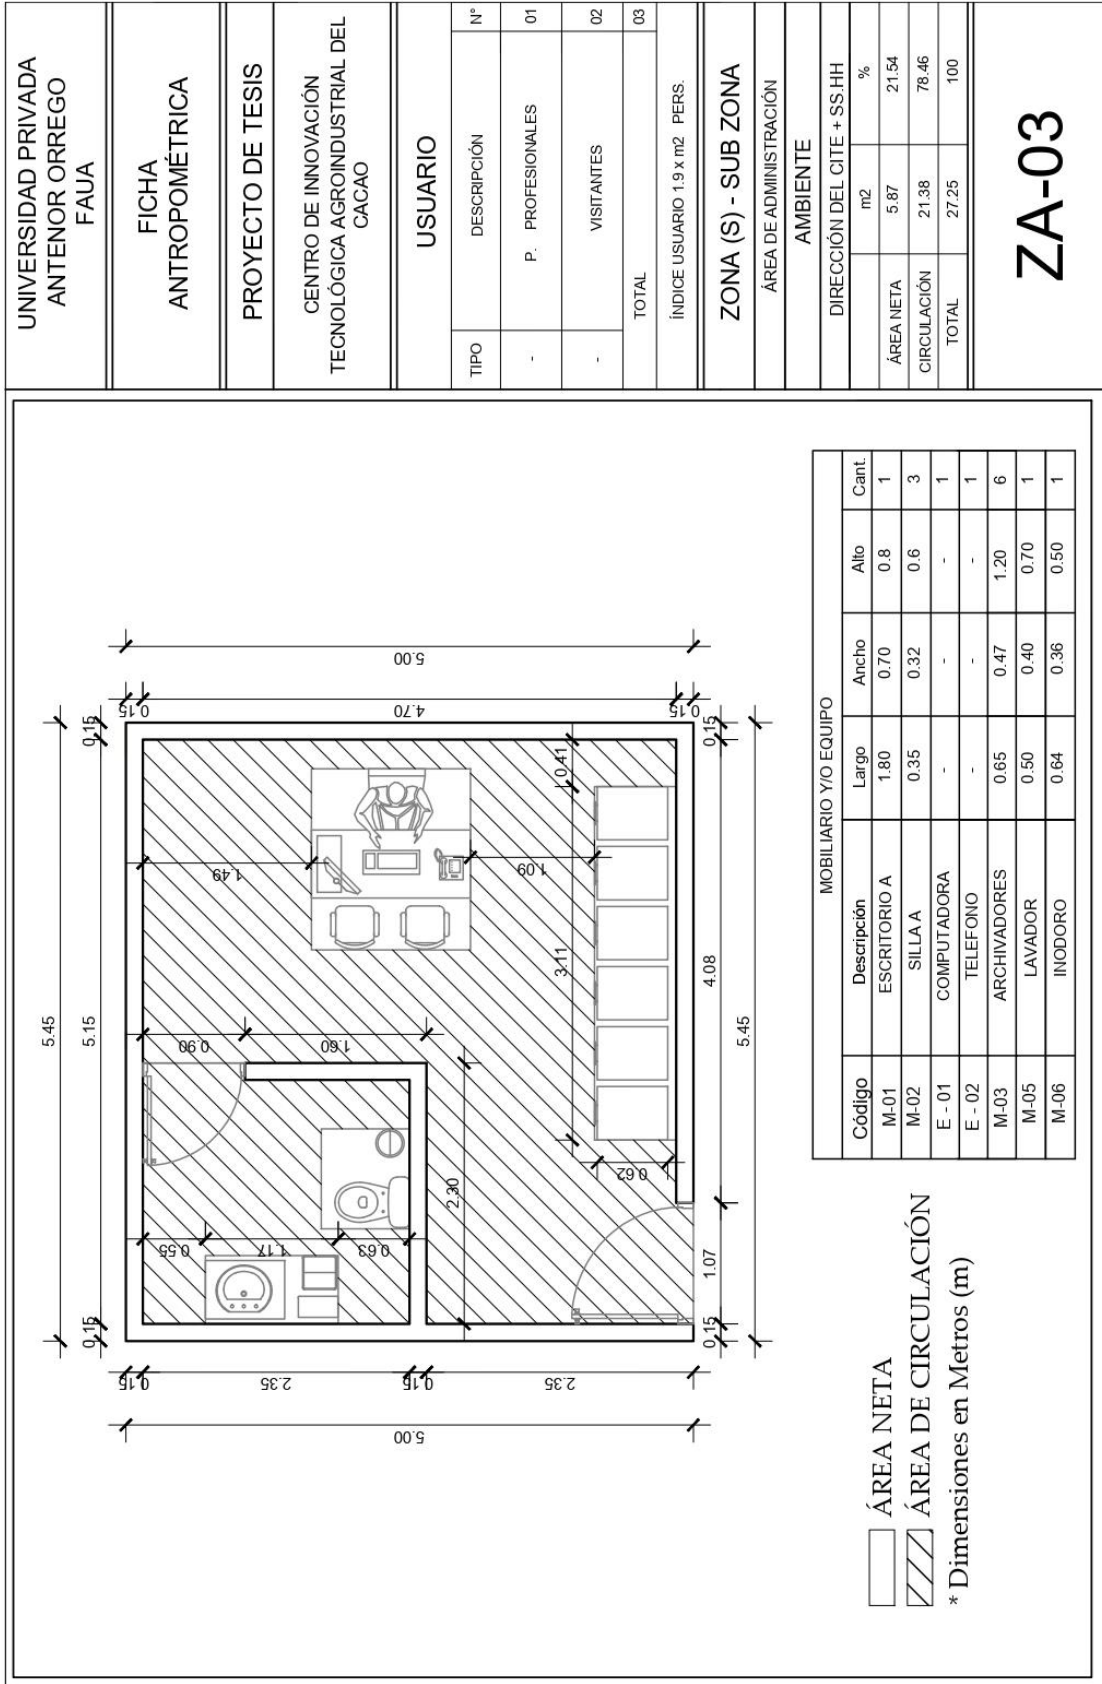 UNIVERSIDAD PRIVADA
ANTENOR ORREGO
FAUA
FICHA
ANTROPOMÉTRICA
PROYECTO DE TESIS
CENTRO DE INNOVACIÓN
TECNOLÓGICA AGROINDUSTRIAL DEL
CACAO
USUARIO
TIPO DESCRIPCIÓN N°
- P. PROFESIONALES 01
- VISITANTES 02
TOTAL 03
ÍNDICE USUARIO 1.9 x m2 PERS.
ZONA (S) - SUB ZONA
ÁREA DE ADMINISTRACIÓN
AMBIENTE
DIRECCIÓN DEL CITE + SS.HH
m2 %
ÁREA NETA 5.87 21.54
CIRCULACIÓN 21.38 78.46
TOTAL 27.25 100
ZA-03
5.45
0.15 5.15 0.15
0.15
2.35
0.15
2.35
5.00
0.15
4.70
0.15
5.00
0.90
1.60
1.49
0.55
1.17
0.63
2.30
1.09
3.11 0.41
0.62
0.15 1.07 4.08 0.15
5.45
MOBILIARIO Y/O EQUIPO
Código Descripción Largo Ancho Alto Cant.
M-01 ESCRITORIO A 1.80 0.70 0.8 1
M-02 SILLA A 0.35 0.32 0.6 3
E - 01 COMPUTADORA - - - 1
E - 02 TELEFONO - - - 1
M-03 ARCHIVADORES 0.65 0.47 1.20 6
M-05 LAVADOR 0.50 0.40 0.70 1
M-06 INODORO 0.64 0.36 0.50 1
ÁREA NETA
ÁREA DE CIRCULACIÓN
* Dimensiones en Metros (m)